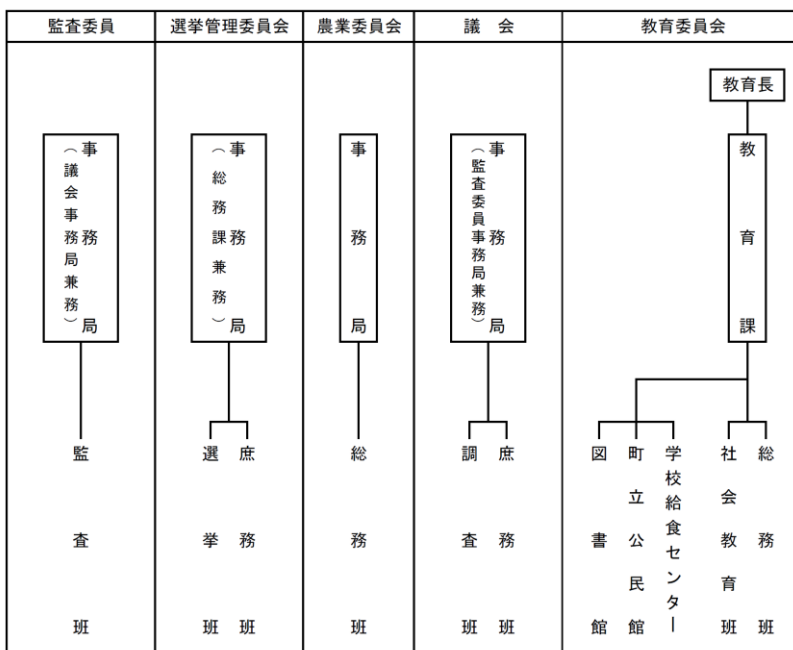 監査委員
選挙管理委員会
農業委員会
議 会
教育委員会
教育長
事務局
（議会事務局兼務）
事務局
（総務課兼務）
事務局
事務局
（監査委員事務局兼務）
教育課
監査班
庶務班
選挙班
総務班
庶務班
調査班
総務班
社会教育班
学校給食センター
町立公民館
図書館